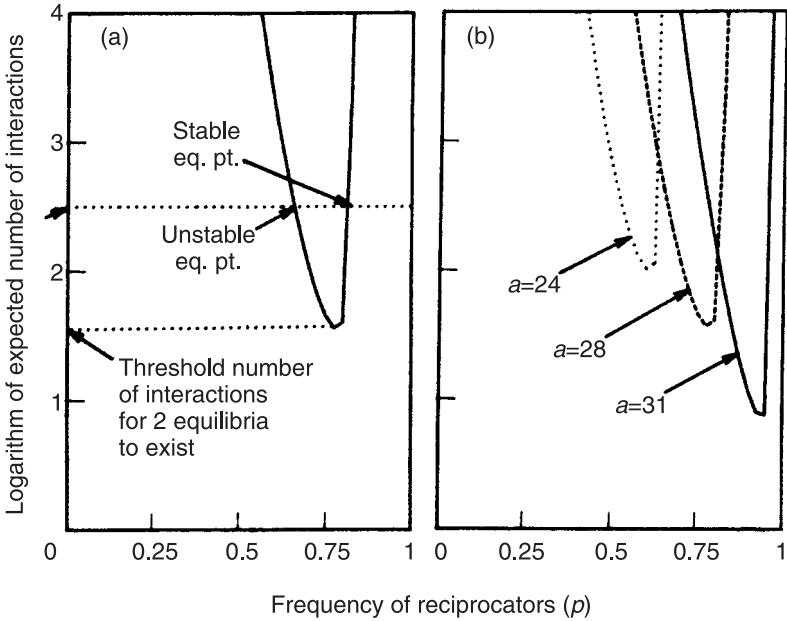 Logarithm of expected number of interactions
4
3
2
1
(a)
Stable
eq. pt.
Unstable
eq. pt.
Threshold number
of interactions
for 2 equilibria
to exist
0
0.25
0.5
0.75
1
(b)
a=24
a=28
a=31
0
0.25
0.5
0.75
1
Frequency of reciprocators (p)